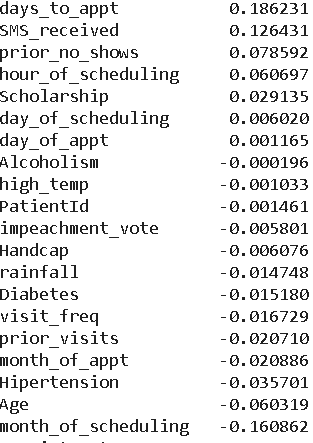 days_to_appt 0.186231
SMS_received 0.126431
prior_no_shows 0.078592
hour_of_scheduling 0.060697
Scholarship 0.029135
day_of_scheduling 0.006020
day_of_appt 0.001165
Alcoholism -0.000196
high_temp -0.001033
PatientId -0.001461
impeachment_vote -0.005801
Handcap -0.006076
rainfall -0.014748
Diabetes -0.015180
visit_freq -0.016729
prior_visits -0.020710
month_of_appt -0.020886
Hipertension -0.035701
Age -0.060319
month_of_scheduling -0.160862